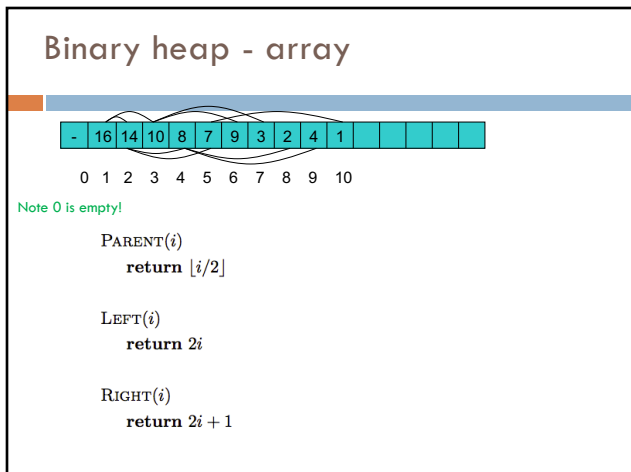 Binary heap - array
- 16 14 10 8 7 9 3 2 4 1
0 1 2 3 4 5 6 7 8 9 10
Note 0 is empty!
PARENT(i)
return ⌊i/2⌋
LEFT(i)
return 2i
RIGHT(i)
return 2i + 1